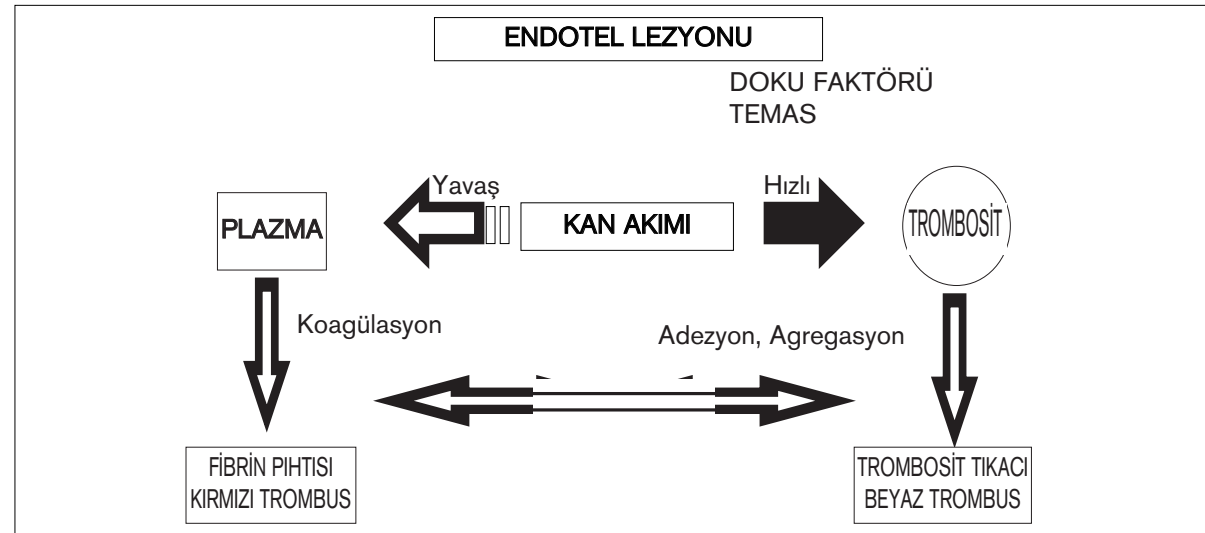 ENDOTEL LEZYONU
DOKU FAKTÖRÜ
TEMAS
Yavaş
Hızlı
PLAZMA
KAN AKIMI
TROMBOSİT
Koagülasyon
Adezyon, Agregasyon
FİBRİN PIHTISI
KIRMIZI TROMBUS
TROMBOSİT TIKACI
BEYAZ TROMBUS